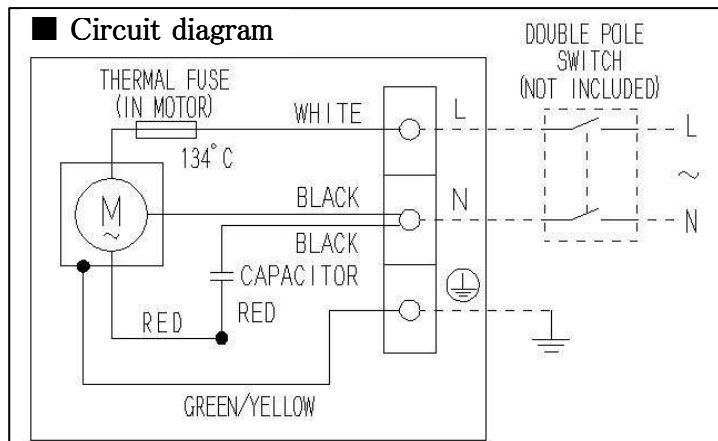 ■ Circuit diagram
DOUBLE POLE
SWITCH
(NOT INCLUDED)
THERMAL FUSE
(IN MOTOR)
WHITE
L
L
134°C
~
M
~
BLACK
N
N
BLACK
CAPACITOR
RED
RED
GREEN/YELLOW